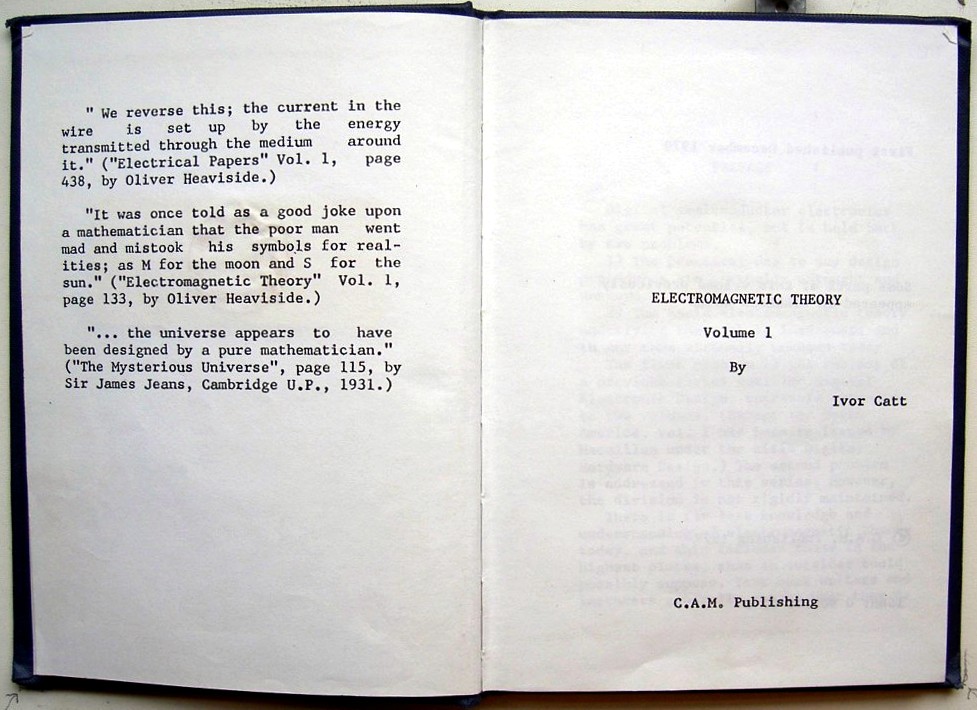 " We reverse this; the current in the
wire is set up by the energy
transmitted through the medium around
it." ("Electrical Papers" Vol. 1, page
438, by Oliver Heaviside.)
"It was once told as a good joke upon
a mathematician that the poor man went
mad and mistook his symbols for real-
ities; as M for the moon and S for the
sun." ("Electromagnetic Theory" Vol. 1,
page 133, by Oliver Heaviside.)
"... the universe appears to have
been designed by a pure mathematician."
("The Mysterious Universe", page 115, by
Sir James Jeans, Cambridge U.P., 1931.)
ELECTROMAGNETIC THEORY
Volume 1
By
Ivor Catt
C.A.M. Publishing